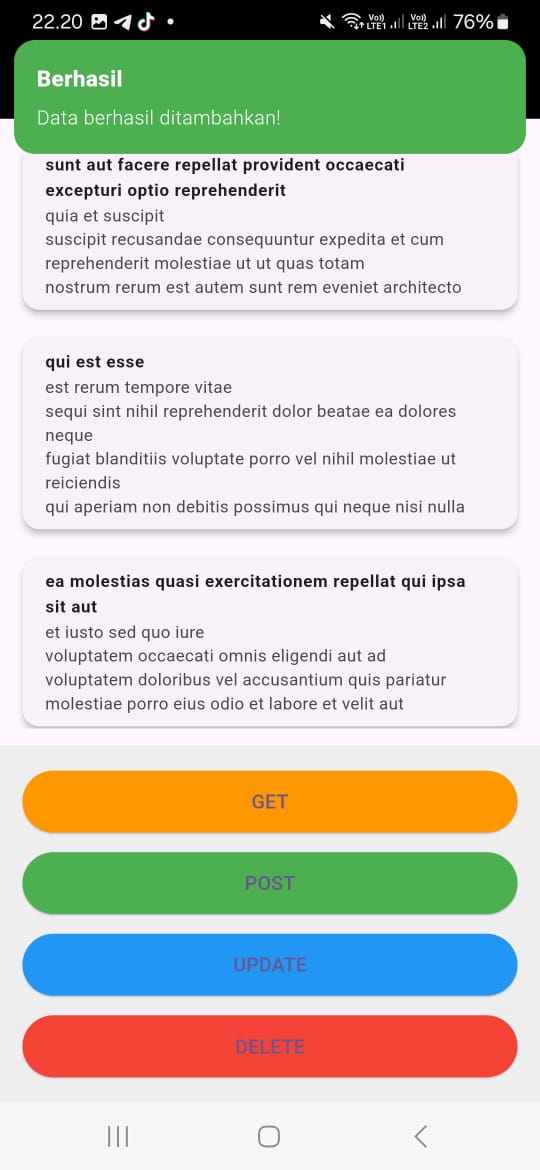 22.20
Vo)) LTE1
Vo)) LTE2
76%
Berhasil
Data berhasil ditambahkan!
sunt aut facere repellat provident occaecati
excepturi optio reprehenderit
quia et suscipit
suscipit recusandae consequuntur expedita et cum
reprehenderit molestiae ut ut quas totam
nostrum rerum est autem sunt rem eveniet architecto
qui est esse
est rerum tempore vitae
sequi sint nihil reprehenderit dolor beatae ea dolores
neque
fugiat blanditiis voluptate porro vel nihil molestiae ut
reiciendis
qui aperiam non debitis possimus qui neque nisi nulla
ea molestias quasi exercitationem repellat qui ipsa
sit aut
et iusto sed quo iure
voluptatem occaecati omnis eligendi aut ad
voluptatem doloribus vel accusantium quis pariatur
molestiae porro eius odio et labore et velit aut
GET
POST
UPDATE
DELETE